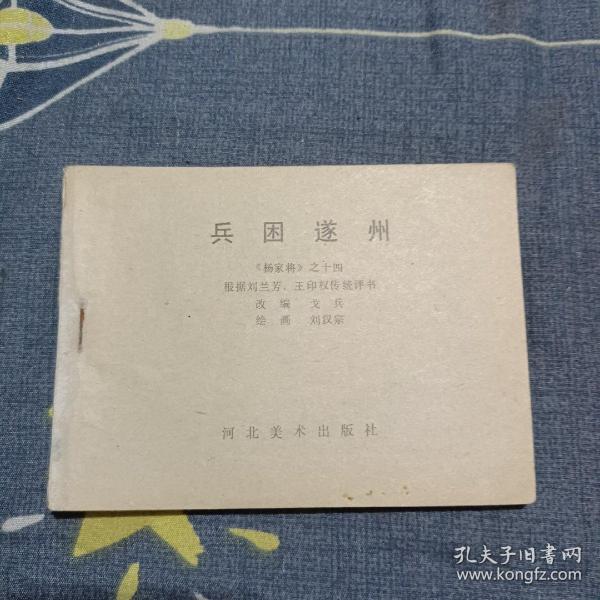 兵困遂州
《杨家将》之十四
根据刘兰芳、王印权传统评书
改编 戈兵
绘画 刘汉宗
河北美术出版社
孔夫子旧书网
www.kongfz.com